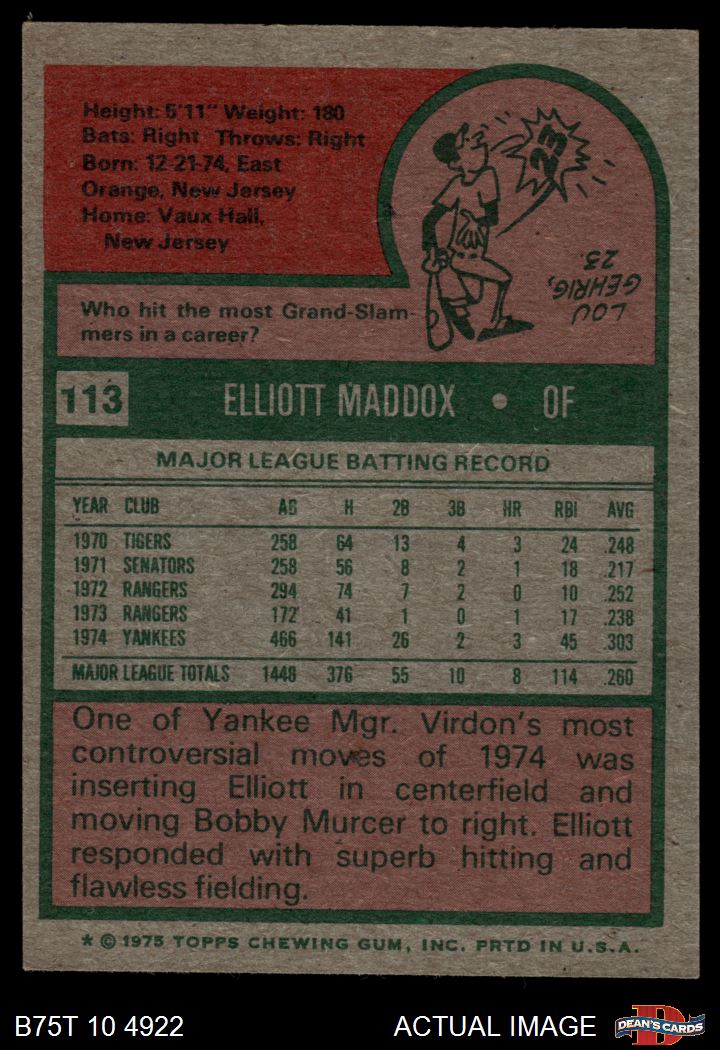 Height: 5'11" Weight: 180
Bats: Right Throws: Right
Born: 12-21-74, East
Orange, New Jersey
Home: Vaux Hall,
New Jersey
23
LOU
GEHRIG,
23.
Who hit the most Grand-Slam-
mers in a career?
113 ELLIOTT MADDOX • OF
MAJOR LEAGUE BATTING RECORD
YEAR CLUB AB H 2B 3B HR RBI AVG
1970 TIGERS 258 64 13 4 3 24 .248
1971 SENATORS 258 56 8 2 1 18 .217
1972 RANGERS 294 74 7 2 0 10 .252
1973 RANGERS 172 41 1 0 1 17 .238
1974 YANKEES 466 141 26 2 3 45 .303
MAJOR LEAGUE TOTALS 1448 376 55 10 8 114 .260
One of Yankee Mgr. Virdon's most
controversial moves of 1974 was
inserting Elliott in centerfield and
moving Bobby Murcer to right. Elliott
responded with superb hitting and
flawless fielding.
* © 1975 TOPPS CHEWING GUM, INC. PRTD IN U.S.A.
B75T 10 4922 ACTUAL IMAGE D DEAN'S CARDS